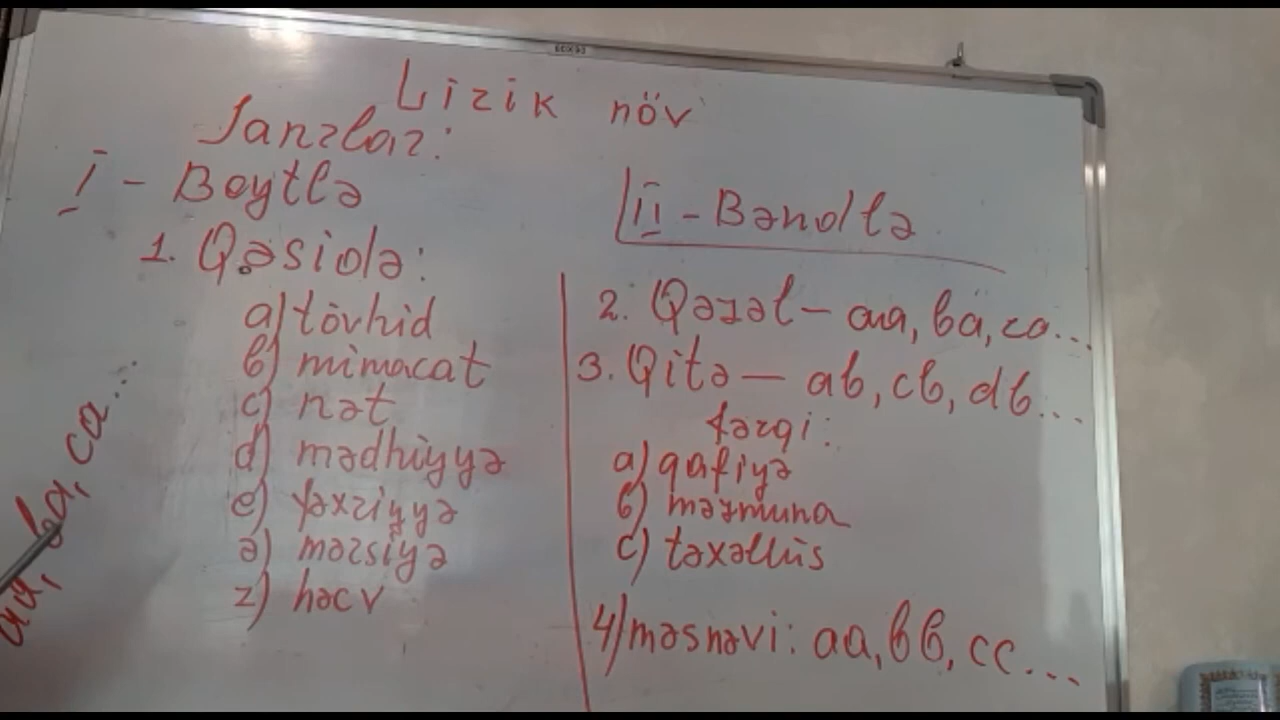 Lirik növ
Janrlar:
I - Beytlə
1. Qəsidə:
a) tövhid
b) minacat
c) nət
d) mədhiyyə
e) fəxriyyə
ə) mərsiyə
z) həcv
aa, ba, ca...
II - Bəndlə
2. Qəzəl – aa, ba, ca...
3. Qitə – ab, cb, db...
fərqi:
a) qafiyə
b) məzmuna
c) təxəllüs
4) məsnəvi: aa, bb, cc...